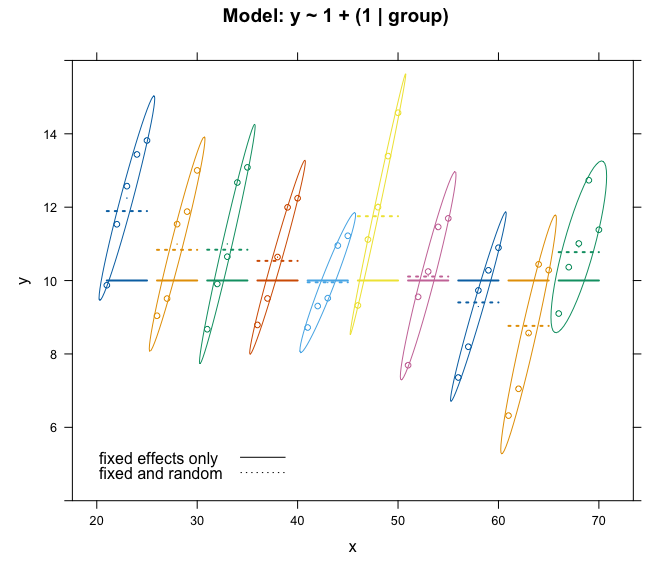 Model: y ~ 1 + (1 | group)
14
12
10
8
6
y
fixed effects only
fixed and random
20 30 40 50 60 70
x